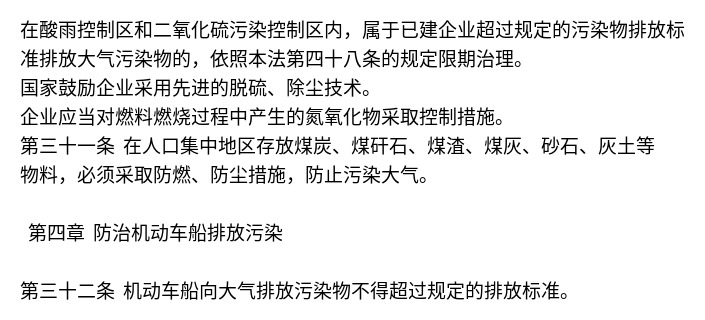 在酸雨控制区和二氧化硫污染控制区内，属于已建企业超过规定的污染物排放标
准排放大气污染物的，依照本法第四十八条的规定限期治理。
国家鼓励企业采用先进的脱硫、除尘技术。
企业应当对燃料燃烧过程中产生的氮氧化物采取控制措施。
第三十一条 在人口集中地区存放煤炭、煤矸石、煤渣、煤灰、砂石、灰土等
物料，必须采取防燃、防尘措施，防止污染大气。
第四章 防治机动车船排放污染
第三十二条 机动车船向大气排放污染物不得超过规定的排放标准。